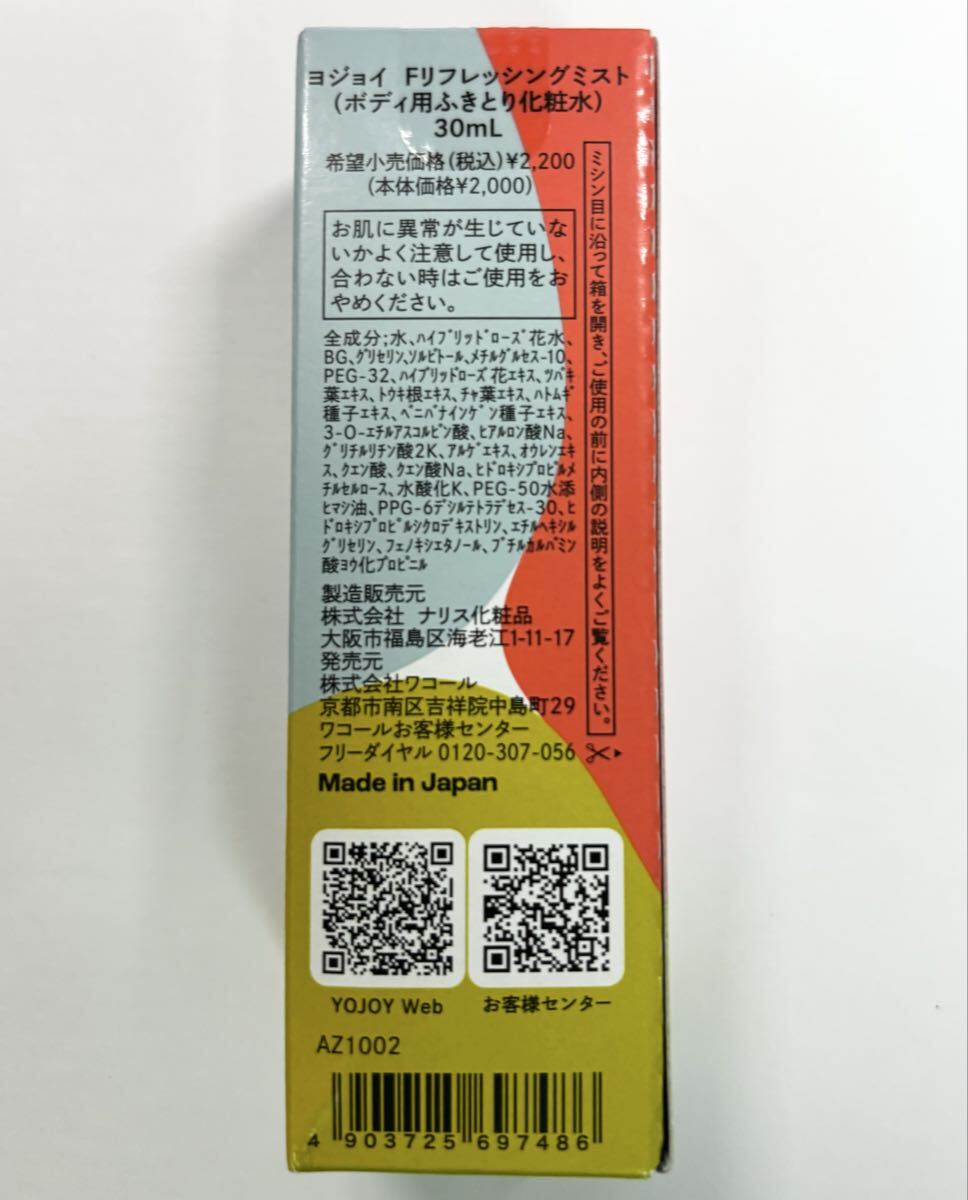 ヨジョイ Fリフレッシングミスト
(ボディ用ふきとり化粧水)
30mL
希望小売価格(税込)¥2,200
(本体価格¥2,000)
お肌に異常が生じていな
いかよく注意して使用し、
合わない時はご使用をお
やめください。
全成分;水、ハイブリッドローズ花水、
BG、グリセリン、ソルビトール、メチルグルセス-10、
PEG-32、ハイブリッドローズ花エキス、ツバキ
葉エキス、トウキ根エキス、チャ葉エキス、ハトムギ
種子エキス、ベニバナインゲン種子エキス、
3-O-エチルアスコルビン酸、ヒアルロン酸Na、
グリチルリチン酸2K、アルゲエキス、オウレンエキ
ス、クエン酸、クエン酸Na、ヒドロキシプロピルメ
チルセルロース、水酸化K、PEG-50水添
ヒマシ油、PPG-6デシルテトラデセス-30、ヒ
ドロキシプロピルシクロデキストリン、エチルヘキシル
グリセリン、フェノキシエタノール、ブチルカルバミン
酸ヨウ化プロピニル
製造販売元
株式会社 ナリス化粧品
大阪市福島区海老江1-11-17
発売元
株式会社ワコール
京都市南区吉祥院中島町29
ワコールお客様センター
フリーダイヤル 0120-307-056
Made in Japan
ミシン目に沿って箱を開き、ご使用の前に内側の説明をよくご覧ください。
YOJOY Web
お客様センター
AZ1002
4 903725 697486